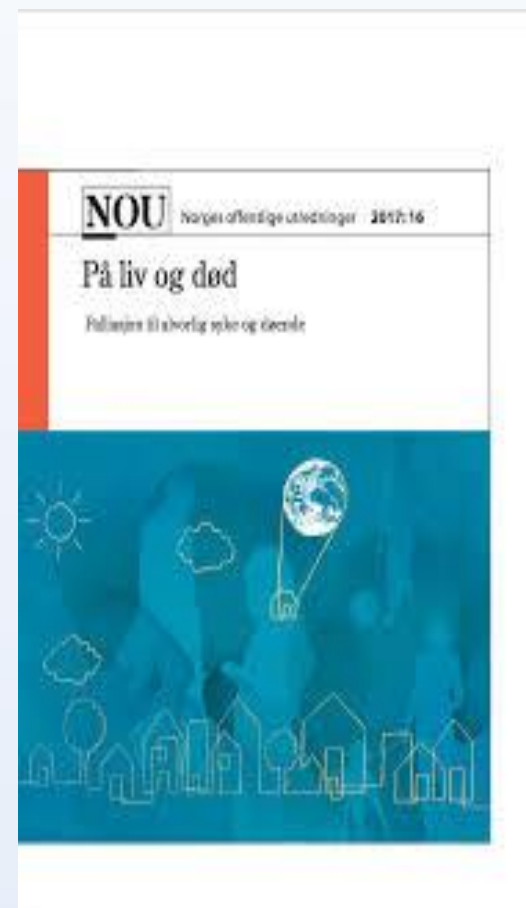 NOU Norges offentlige utredninger 2017: 16
På liv og død
Palliasjon til alvorlig syke og døende